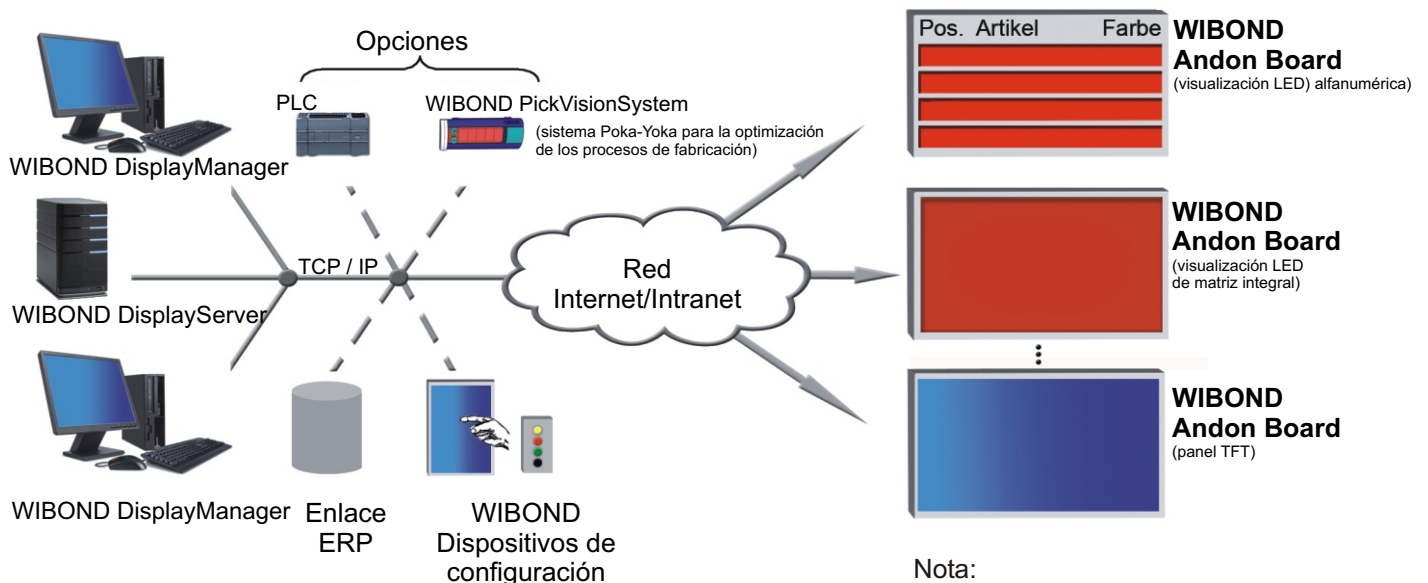 Opciones
PLC
WIBOND PickVisionSystem
(sistema Poka-Yoka para la optimización
de los procesos de fabricación)
WIBOND DisplayManager
TCP / IP
WIBOND DisplayServer
Red
Internet/Intranet
WIBOND DisplayManager
Enlace
ERP
WIBOND
Dispositivos de
configuración
Pos. Artikel Farbe
WIBOND
Andon Board
(visualización LED) alfanumérica)
WIBOND
Andon Board
(visualización LED
de matriz integral)
WIBOND
Andon Board
(panel TFT)
Nota: